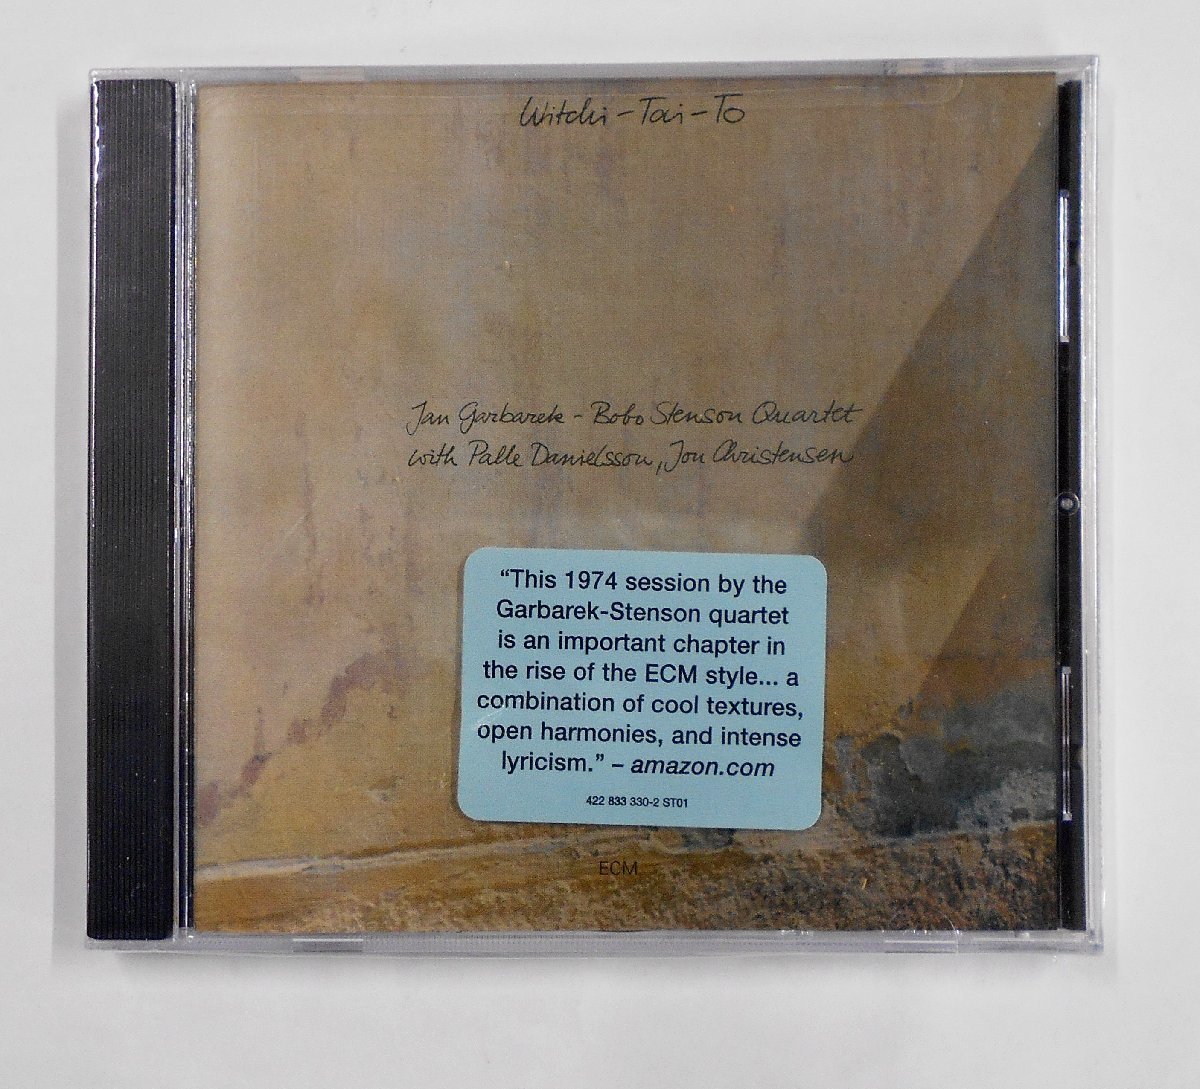 Witchi-Tai-To
Jan Garbarek - Bobo Stenson Quartet
with Palle Danielsson, Jon Christensen
“This 1974 session by the
Garbarek-Stenson quartet
is an important chapter in
the rise of the ECM style... a
combination of cool textures,
open harmonies, and intense
lyricism.” – amazon.com
422 833 330-2 ST01
ECM